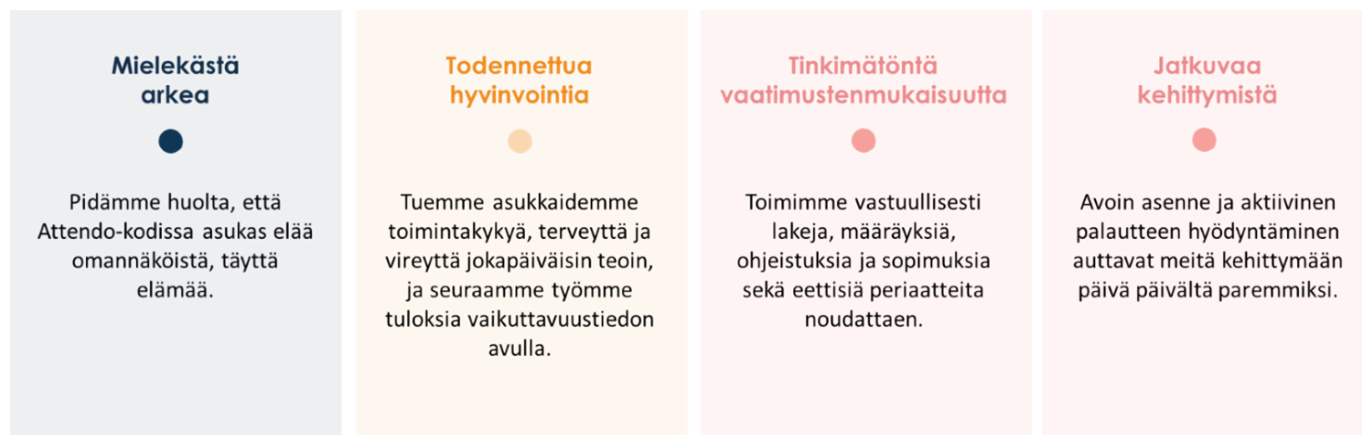 Mielekästä
arkea
Pidämme huolta, että
Attendo-kodissa asukas elää
omannäköistä, täyttä
elämää.
Todennettua
hyvinvointia
Tuemme asukkaidemme
toimintakykyä, terveyttä ja
vireyttä jokapäiväisin teoin,
ja seuraamme työmme
tuloksia vaikuttavuustiedon
avulla.
Tinkimätöntä
vaatimustenmukaisuutta
Toimimme vastuullisesti
lakeja, määräyksiä,
ohjeistuksia ja sopimuksia
sekä eettisiä periaatteita
noudattaen.
Jatkuvaa
kehittymistä
Avoin asenne ja aktiivinen
palautteen hyödyntäminen
auttavat meitä kehittymään
päivä päivältä paremmiksi.